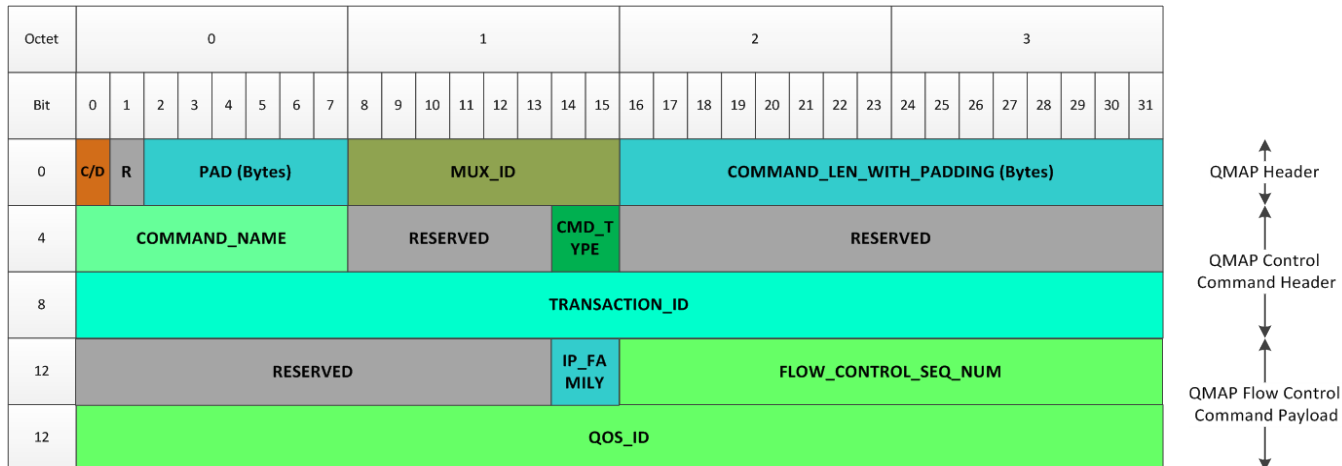 Octet 0 1 2 3
Bit 0 1 2 3 4 5 6 7 8 9 10 11 12 13 14 15 16 17 18 19 20 21 22 23 24 25 26 27 28 29 30 31
0 C/D R PAD (Bytes) MUX_ID COMMAND_LEN_WITH_PADDING (Bytes)
QMAP Header
4 COMMAND_NAME RESERVED CMD_T
YPE RESERVED
QMAP Control
Command Header
8 TRANSACTION_ID
12 RESERVED IP_FA
MILY FLOW_CONTROL_SEQ_NUM
QMAP Flow Control
Command Payload
12 QOS_ID